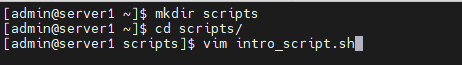 [admin@server1 ~]$ mkdir scripts
[admin@server1 ~]$ cd scripts/
[admin@server1 scripts]$ vim intro_script.sh